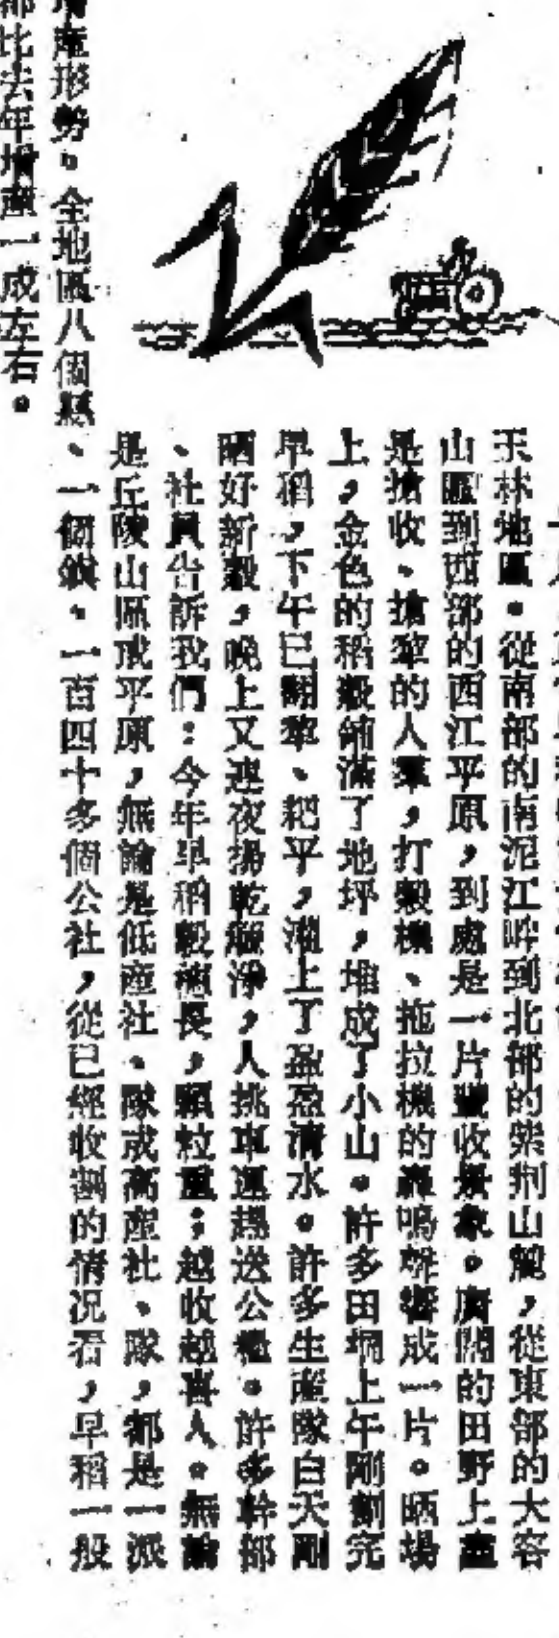 玉林地區。從南部的南泥江畔到北部的紫荆山麓，從東部的大容
山區到西部的西江平原，到處是一片豐收景象。廣闊的田野上盡
是搶收、搶犂的人羣，打穀機、拖拉機的轟鳴聲響成一片。晒場
上，金色的稻穀鋪滿了地坪，堆成了小山。許多田垌上午剛割完
早稻，下午已翻犂、耙平，灌上了盈盈清水。許多生産隊白天剛
晒好新穀，晚上又連夜揚乾颺淨，人挑車運趕送公糧。許多幹部
、社員告訴我們：今年早稻穀穗長，顆粒重；越收越喜人。無論
是丘陵山區或平原，無論是低産社、隊或高産社、隊，都是一派
增産形勢。全地區八個縣、一個鎮、一百四十多個公社，從已經收割的情况看，早稻一般
都比去年增産一成左右。